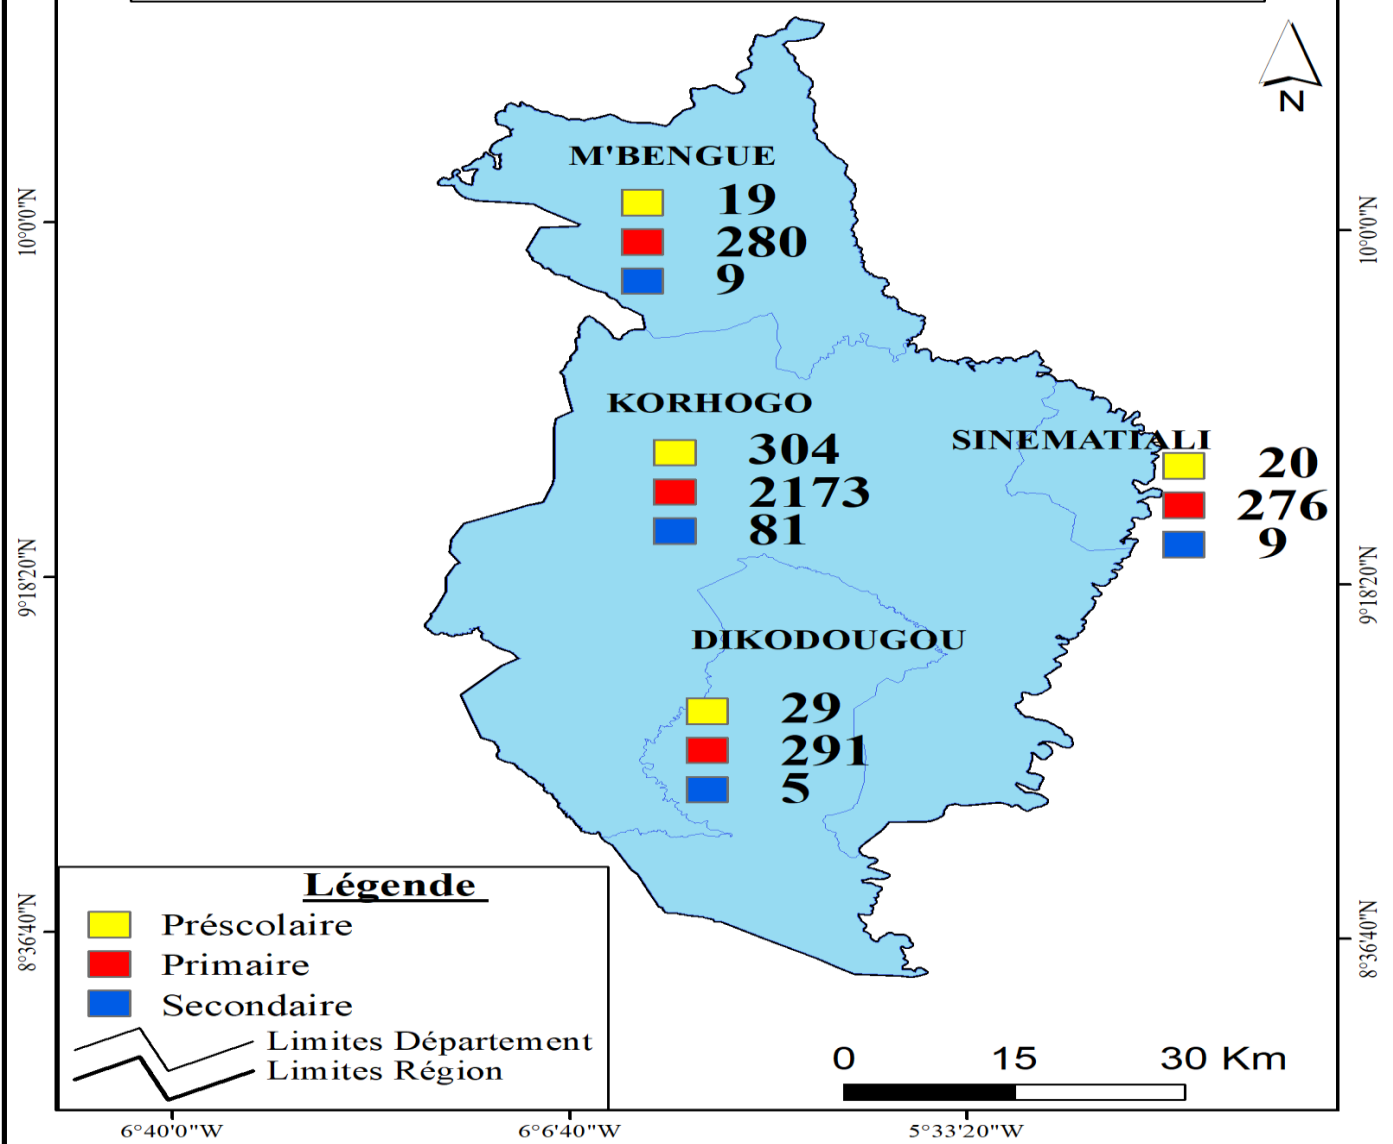 N
M'BENGUE
19
280
9
10°0'0"N
10°0'0"N
KORHOGO
304
2173
81
SINEMATIALI
20
276
9
9°18'20"N
9°18'20"N
DIKODOUGOU
29
291
5
Légende
Préscolaire
Primaire
Secondaire
Limites Département
Limites Région
8°36'40"N
8°36'40"N
0 15 30 Km
6°40'0"W 6°6'40"W 5°33'20"W